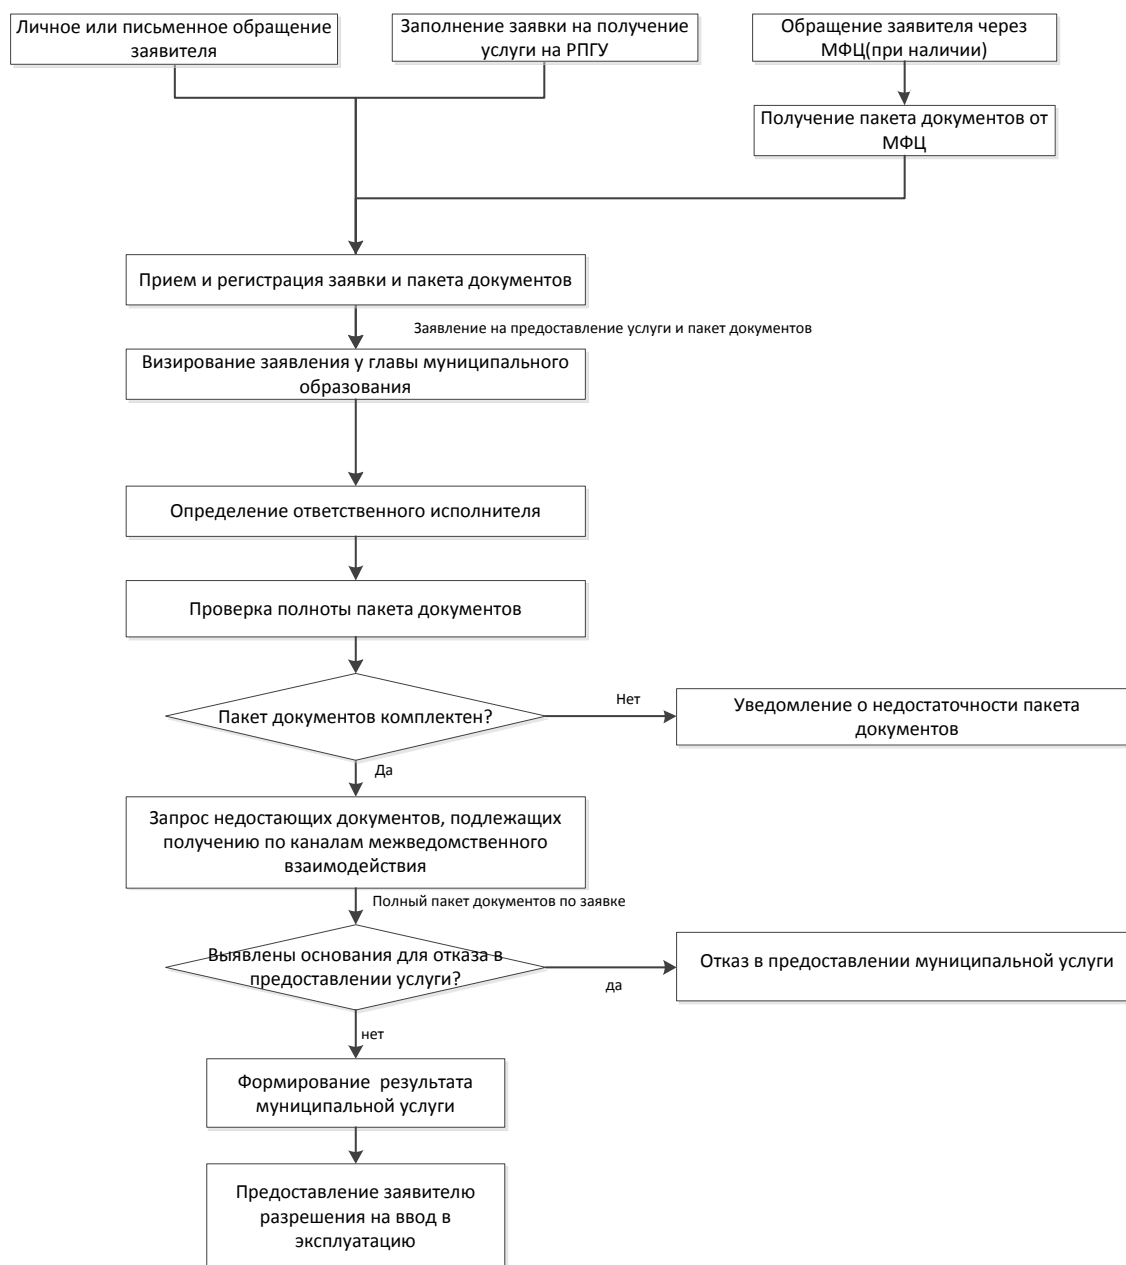 Личное или письменное обращение
заявителя
Заполнение заявки на получение
услуги на РПГУ
Обращение заявителя через
МФЦ(при наличии)
Получение пакета документов от
МФЦ
Прием и регистрация заявки и пакета документов
Заявление на предоставление услуги и пакет документов
Визирование заявления у главы муниципального
образования
Определение ответственного исполнителя
Проверка полноты пакета документов
Пакет документов комплектен?
Нет
Уведомление о недостаточности пакета
документов
Да
Запрос недостающих документов, подлежащих
получению по каналам межведомственного
взаимодействия
Полный пакет документов по заявке
Выявлены основания для отказа в
предоставлении услуги?
да
Отказ в предоставлении муниципальной услуги
нет
Формирование  результата
муниципальной услуги
Предоставление заявителю
разрешения на ввод в
эксплуатацию